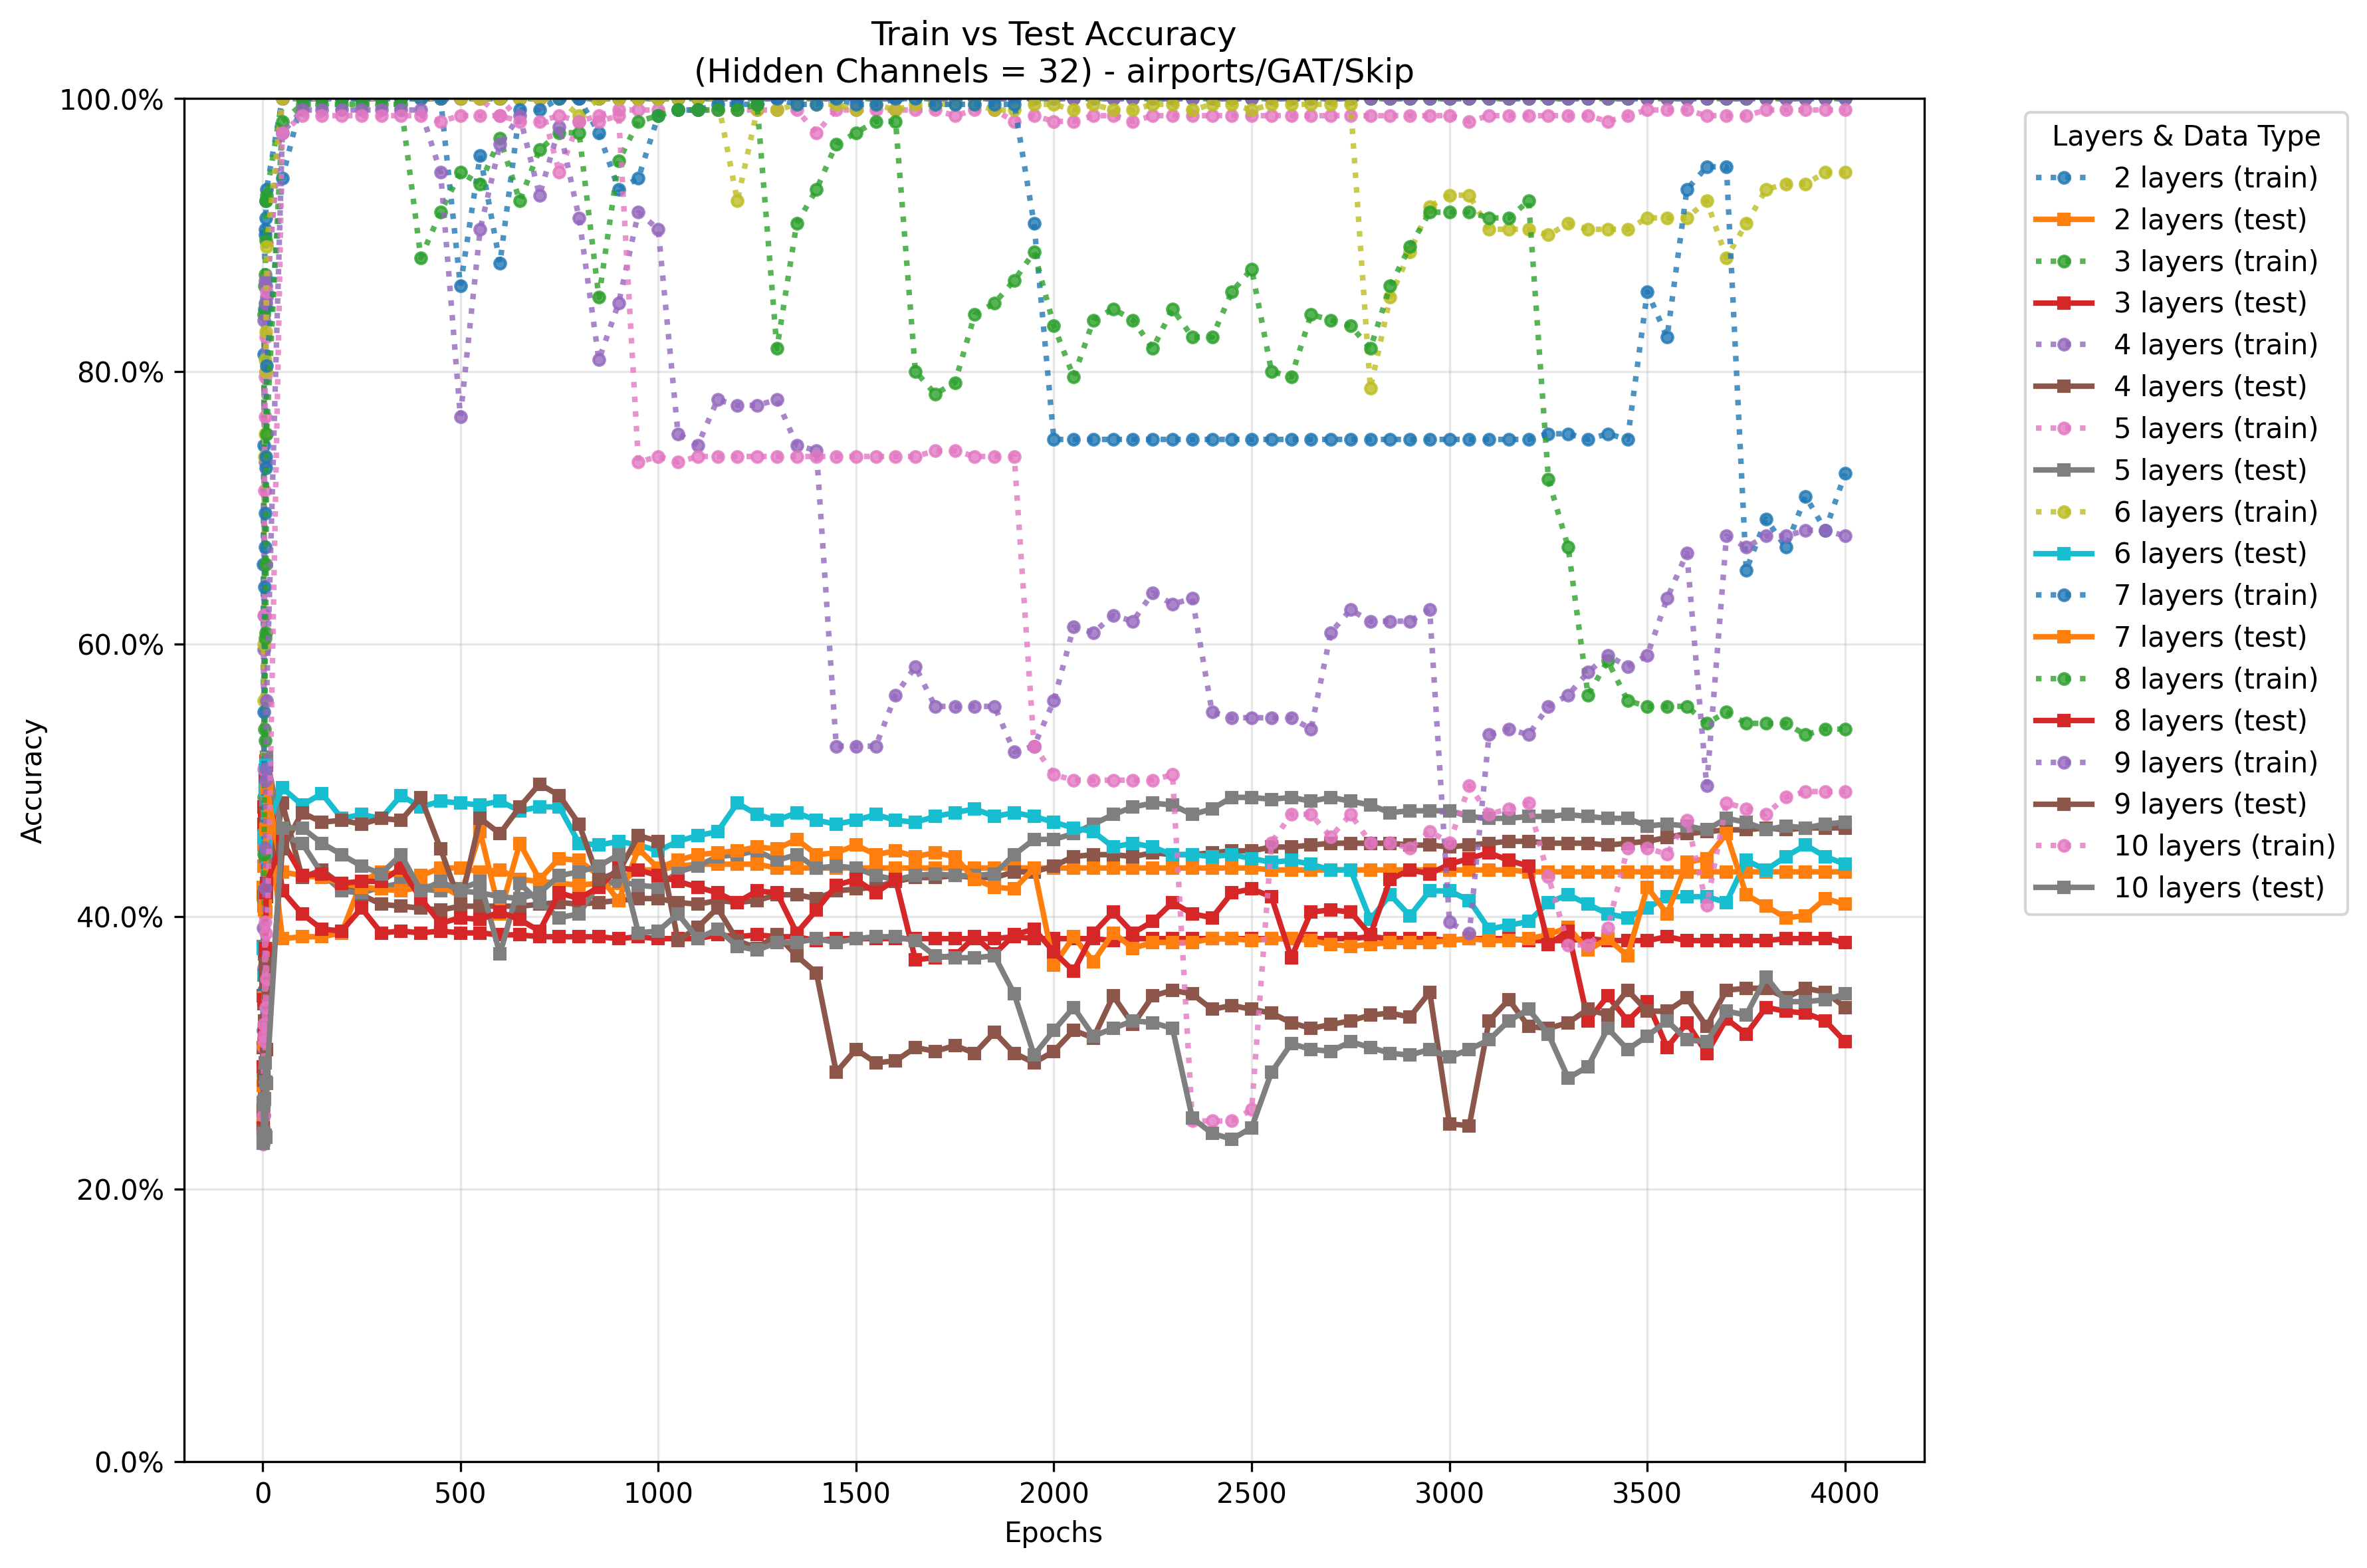 Train vs Test Accuracy
(Hidden Channels = 32) - airports/GAT/Skip
Accuracy
100.0%
80.0%
60.0%
40.0%
20.0%
0.0%
0 500 1000 1500 2000 2500 3000 3500 4000
Epochs
Layers & Data Type
2 layers (train)
2 layers (test)
3 layers (train)
3 layers (test)
4 layers (train)
4 layers (test)
5 layers (train)
5 layers (test)
6 layers (train)
6 layers (test)
7 layers (train)
7 layers (test)
8 layers (train)
8 layers (test)
9 layers (train)
9 layers (test)
10 layers (train)
10 layers (test)